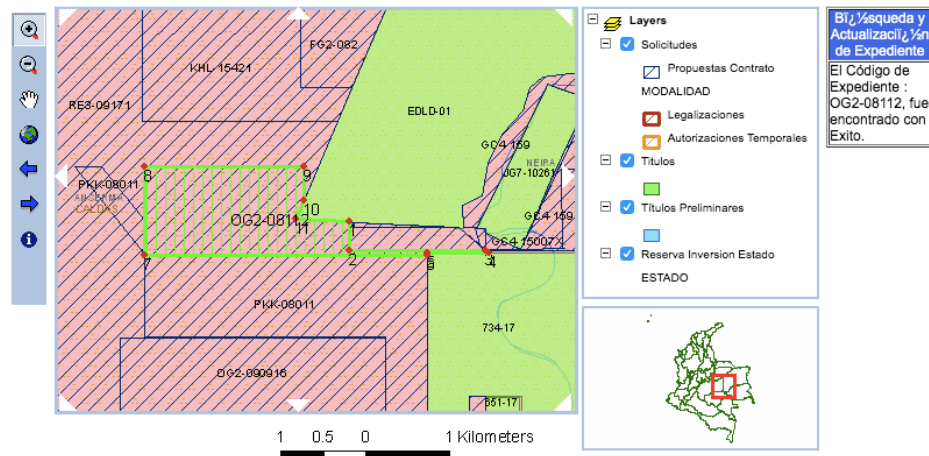 FG2-082
KHL-15421
RE3-09171
EDLD-01
GC4-159
NEIRA
JG7-10261
PKK-08011
8
9
ANSERMA
CALDAS
10
OG2-08112
11
GC4-159
GC4-15007X
2
3
4
7
PKK-08011
734-17
OG2-090916
651-17
1 0.5 0 1 Kilometers
Layers
Solicitudes
Propuestas Contrato
MODALIDAD
Legalizaciones
Autorizaciones Temporales
Titulos
Títulos Preliminares
Reserva Inversion Estado
ESTADO
Bï¿½squeda y
Actualizaciï¿½n
de Expediente
El Código de
Expediente :
OG2-08112, fue
encontrado con
Exito.